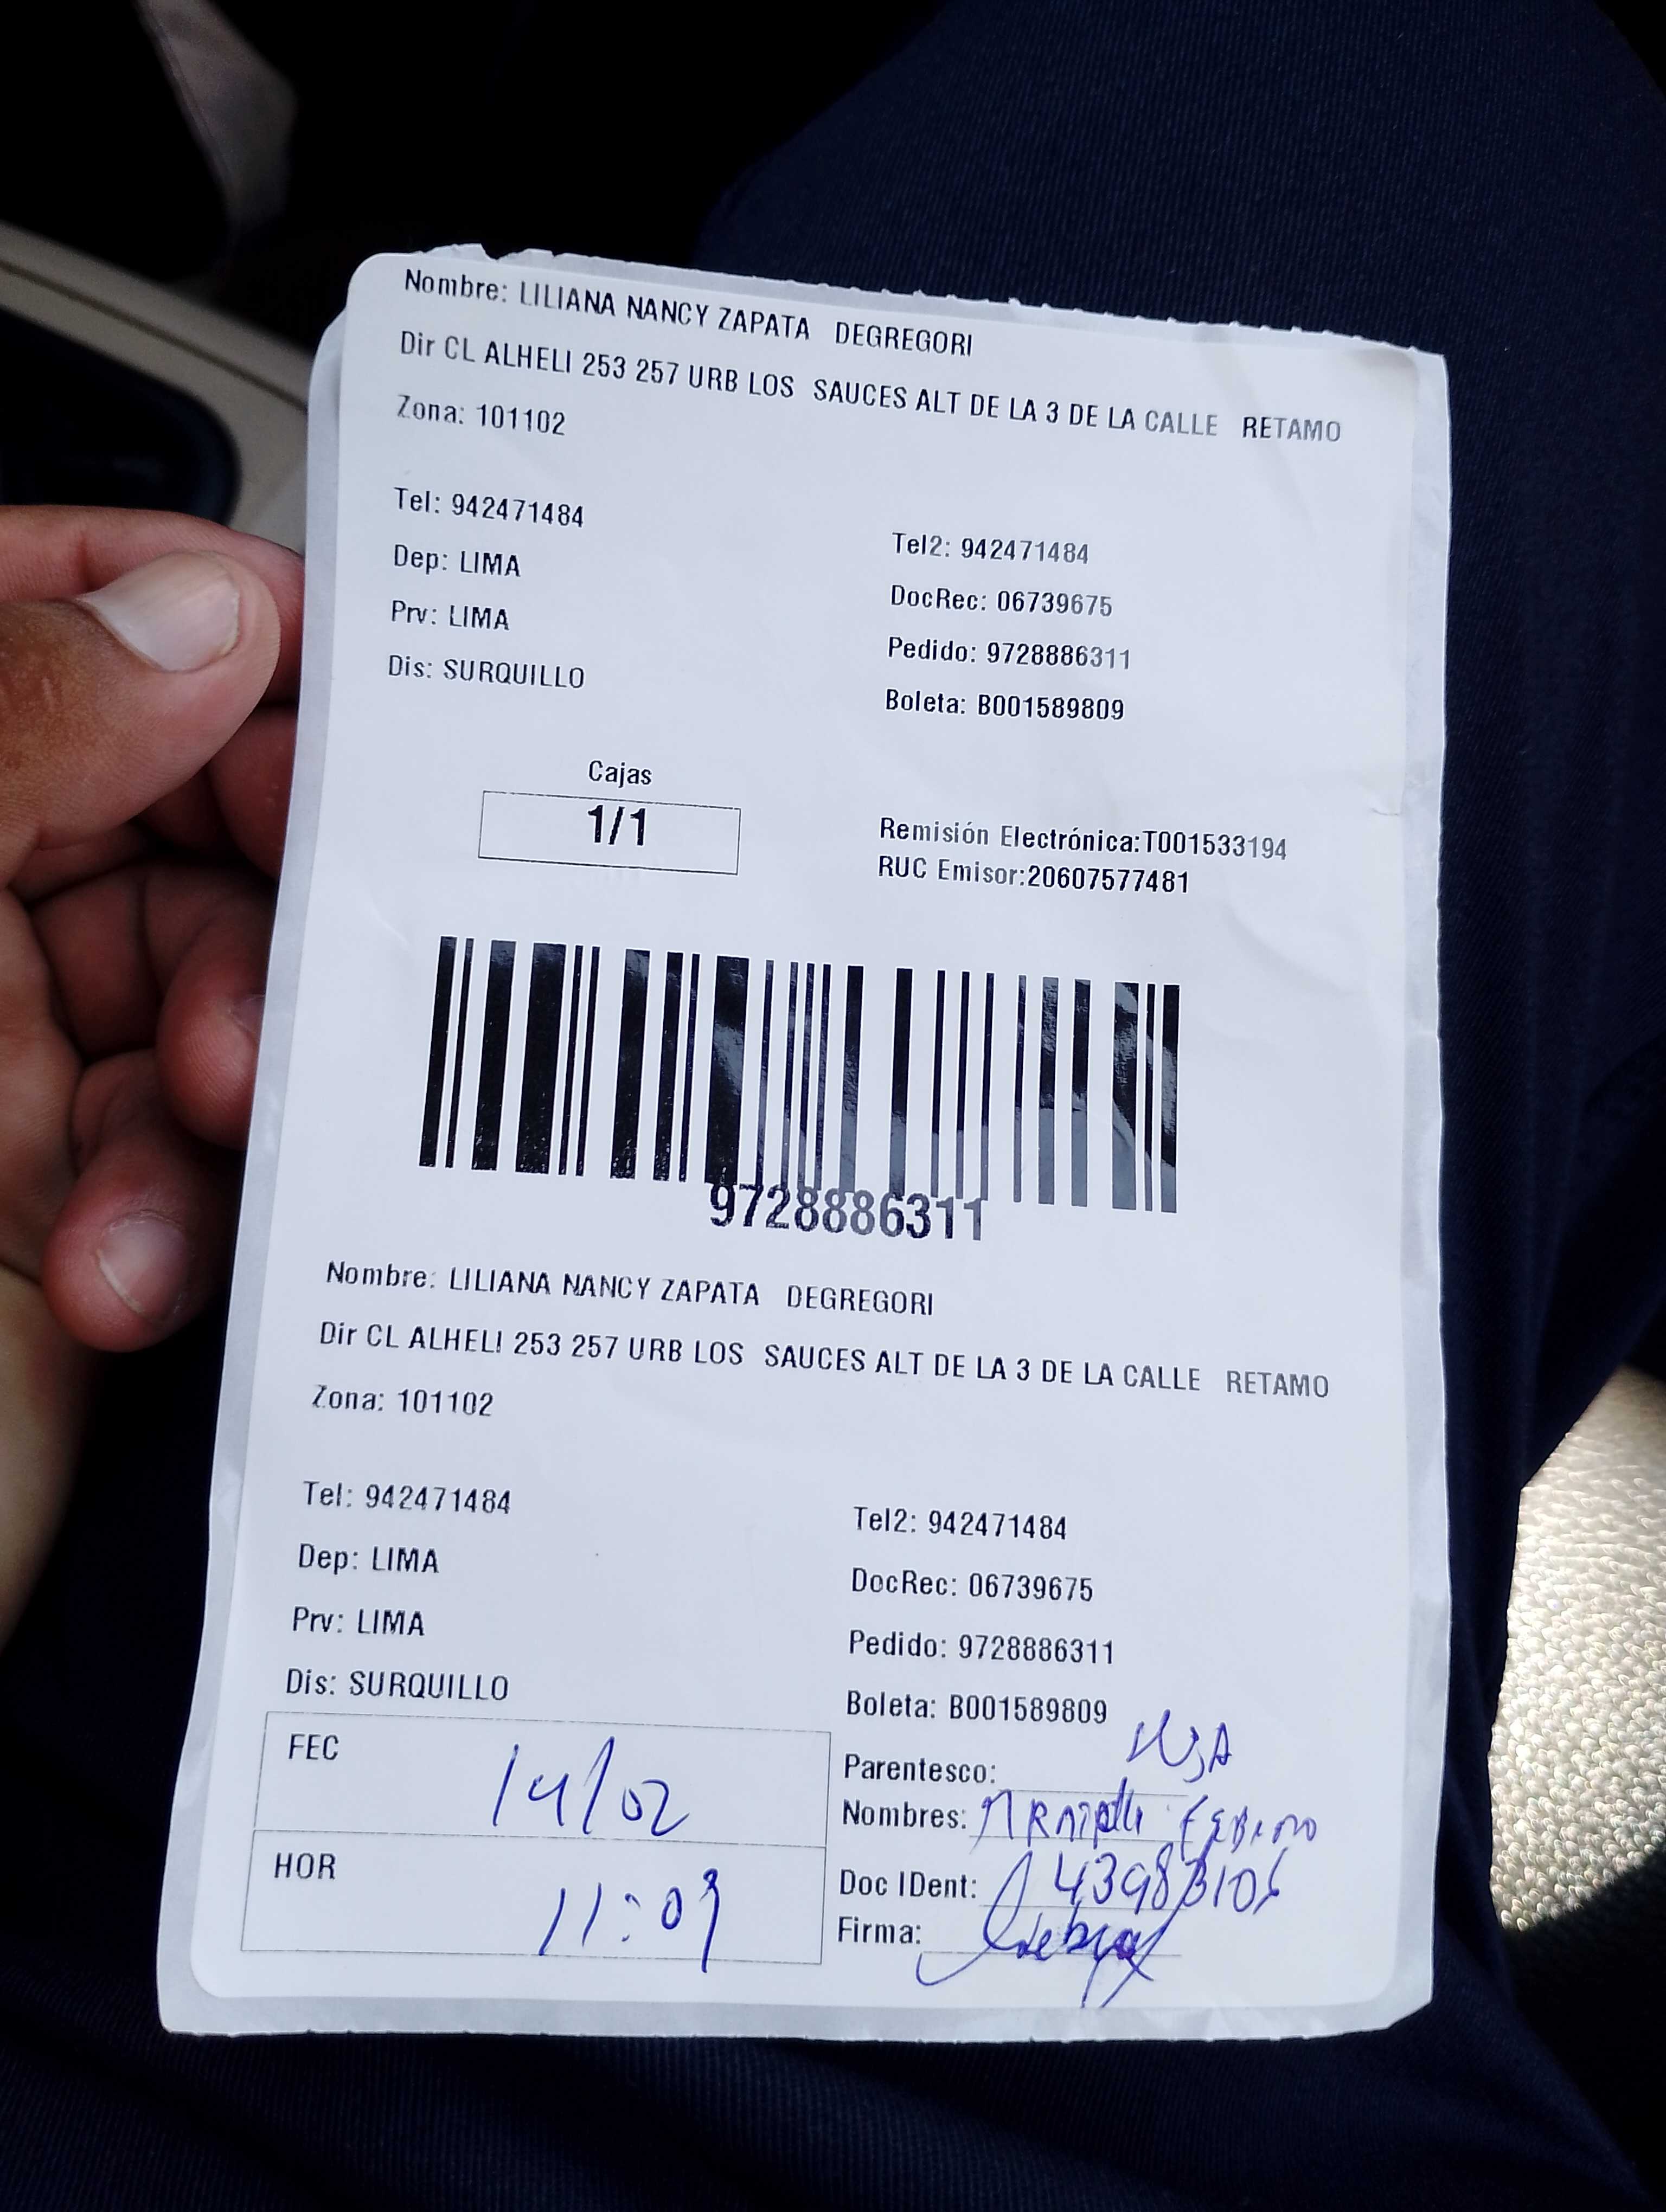 Nombre: LILIANA NANCY ZAPATA DEGREGORI
Dir CL ALHELI 253 257 URB LOS SAUCES ALT DE LA 3 DE LA CALLE RETAMO
Zona: 101102
Tel: 942471484
Tel2: 942471484
Dep: LIMA
DocRec: 06739675
Prv: LIMA
Pedido: 9728886311
Dis: SURQUILLO
Boleta: B001589809
Cajas
1/1
Remisión Electrónica:T001533194
RUC Emisor:20607577481
9728886311
Nombre: LILIANA NANCY ZAPATA DEGREGORI
Dir CL ALHELI 253 257 URB LOS SAUCES ALT DE LA 3 DE LA CALLE RETAMO
Zona: 101102
Tel: 942471484
Tel2: 942471484
Dep: LIMA
DocRec: 06739675
Prv: LIMA
Pedido: 9728886311
Dis: SURQUILLO
Boleta: B001589809
FEC 14/02
Parentesco:
Nombres:
HOR 11:09
Doc IDent:
Firma: